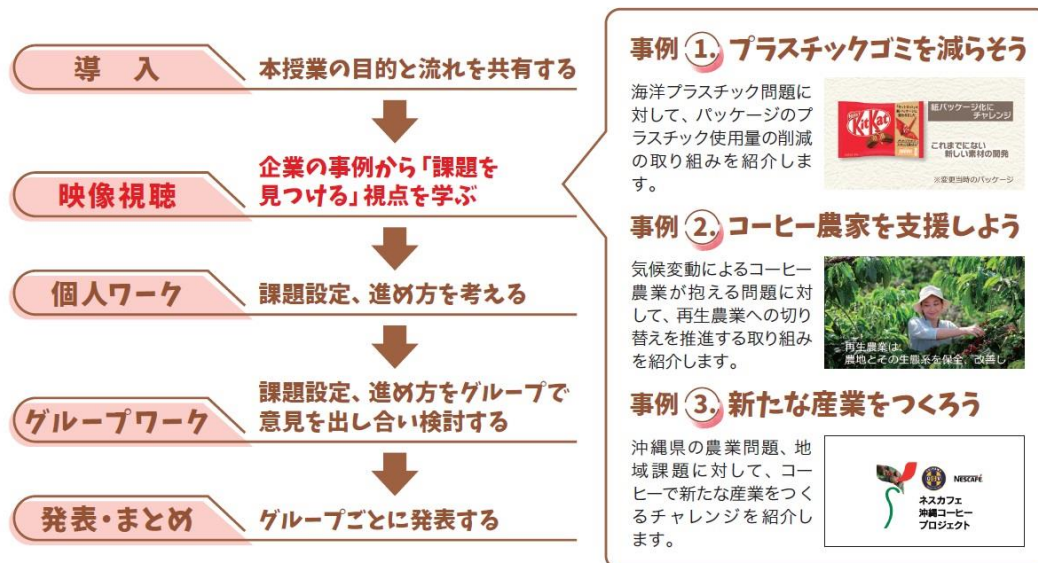 導 入
本授業の目的と流れを共有する
映像視聴
企業の事例から「課題を
見つける」視点を学ぶ
個人ワーク
課題設定、進め方を考える
グループワーク
課題設定、進め方をグループで
意見を出し合い検討する
発表・まとめ
グループごとに発表する
事例 1. プラスチックゴミを減らそう
海洋プラスチック問題に
対して、パッケージのプ
ラスチック使用量の削減
の取り組みを紹介しま
す。
KitKat
紙パッケージ化に
チャレンジ
これまでにない
新しい素材の開発
※変更当時のパッケージ
事例 2. コーヒー農家を支援しよう
気候変動によるコーヒー
農業が抱える問題に対
して、再生農業への切り
替えを推進する取り組み
を紹介します。
再生農業は、
農地とその生態系を保全、改善し
事例 3. 新たな産業をつくろう
沖縄県の農業問題、地
域課題に対して、コー
ヒーで新たな産業をつく
るチャレンジを紹介し
ます。
NESCAFÉ
ネスカフェ
沖縄コーヒー
プロジェクト